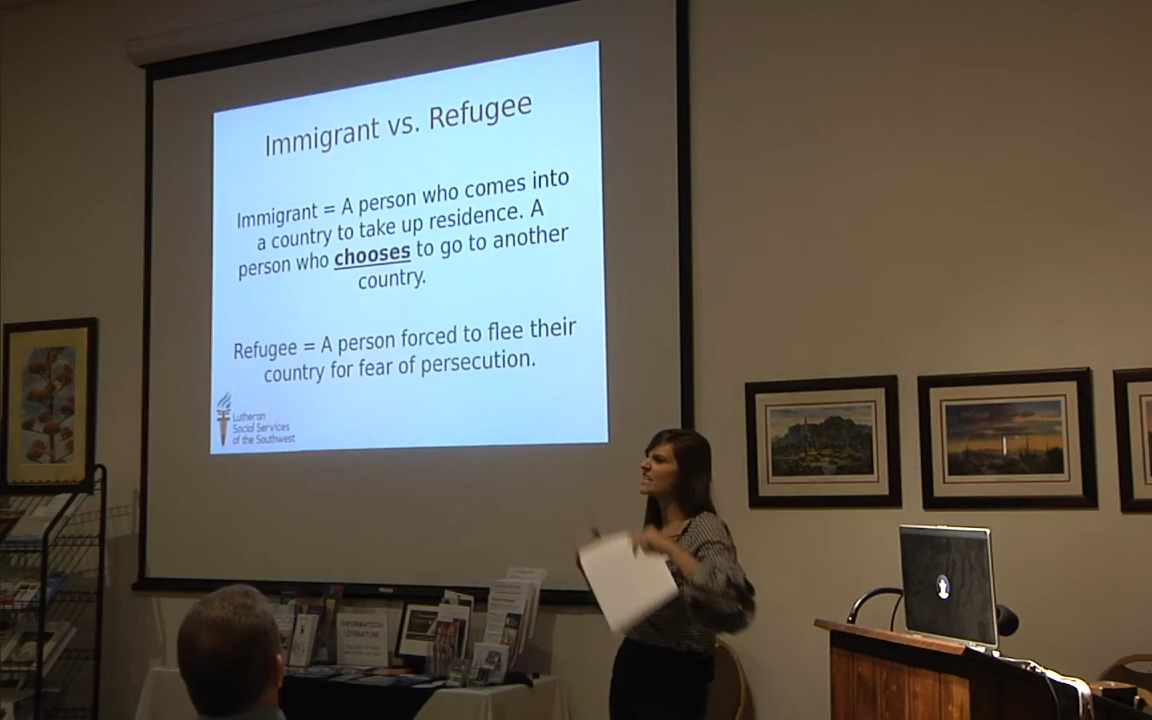 Immigrant vs. Refugee
Immigrant = A person who comes into
a country to take up residence. A
person who chooses to go to another
country.
Refugee = A person forced to flee their
country for fear of persecution.
Lutheran
Social Services
of the Southwest
INFORMATION
LITERATURE